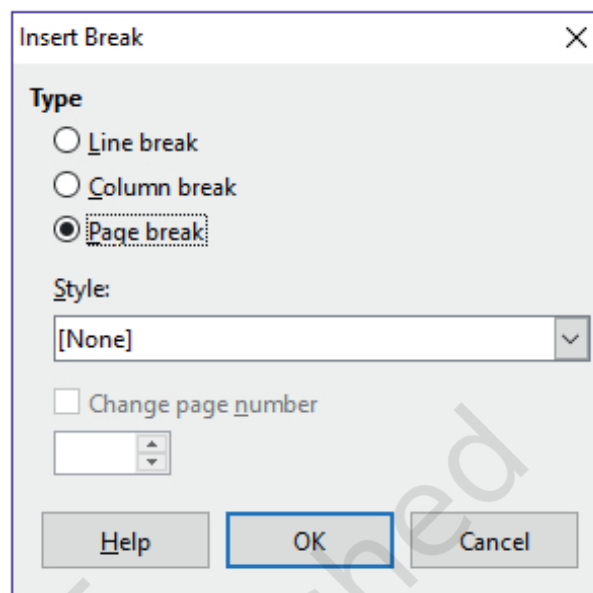 Insert Break
Type
Line break
Column break
Page break
Style:
[None]
Change page number
Help OK Cancel